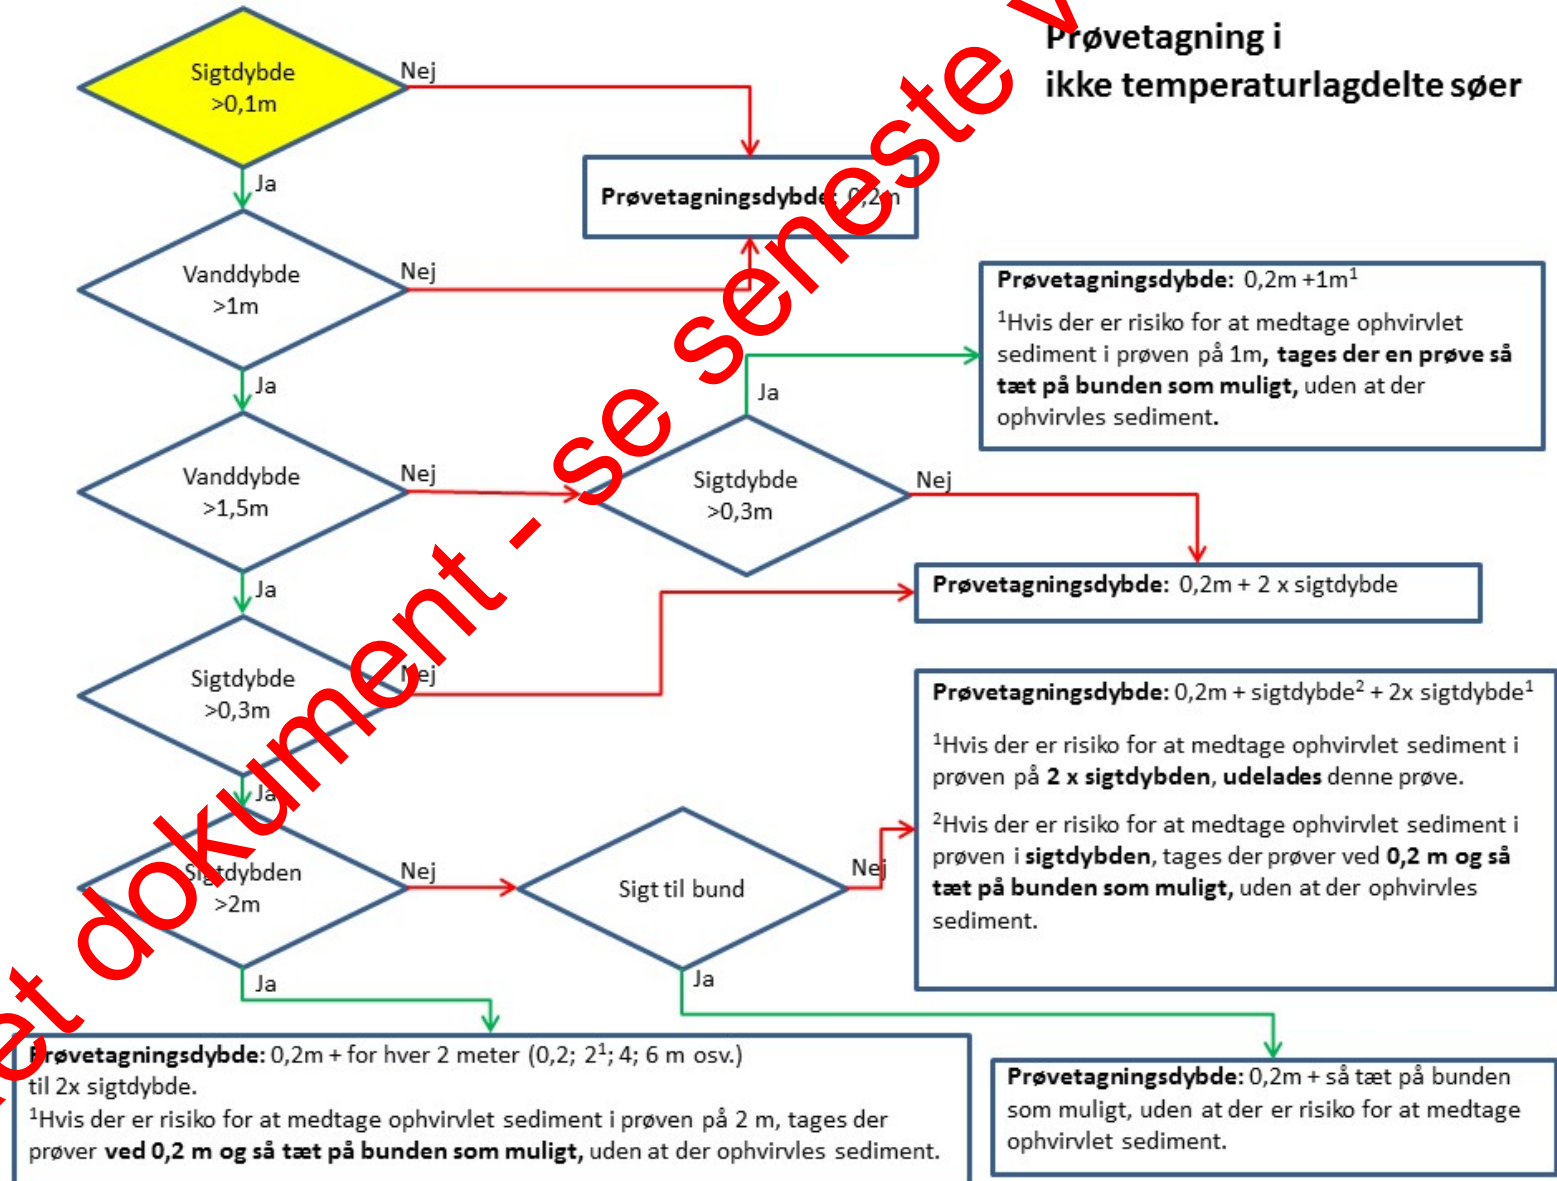 Prøvetagning i
ikke temperaturlagdelte søer
Sigtdybde
>0,1m
Nej
Ja
Prøvetagningsdybde: 0,2m
Vanddybde
>1m
Nej
Ja
Prøvetagningsdybde: 0,2m +1m¹
¹Hvis der er risiko for at medtage ophvirvlet
sediment i prøven på 1m, tages der en prøve så
tæt på bunden som muligt, uden at der
ophvirvles sediment.
Vanddybde
>1,5m
Nej
Ja
Sigtdybde
>0,3m
Ja
Nej
Prøvetagningsdybde: 0,2m + 2 x sigtdybde
Sigtdybde
>0,3m
Nej
Ja
Prøvetagningsdybde: 0,2m + sigtdybde² + 2x sigtdybde¹
¹Hvis der er risiko for at medtage ophvirvlet sediment i
prøven på 2 x sigtdybden, udelades denne prøve.
²Hvis der er risiko for at medtage ophvirvlet sediment i
prøven i sigtdybden, tages der prøver ved 0,2 m og så
tæt på bunden som muligt, uden at der ophvirvles
sediment.
Sigtdybden
>2m
Nej
Ja
Sigt til bund
Nej
Ja
Prøvetagningsdybde: 0,2m + for hver 2 meter (0,2; 2¹; 4; 6 m osv.)
til 2x sigtdybde.
¹Hvis der er risiko for at medtage ophvirvlet sediment i prøven på 2 m, tages der
prøver ved 0,2 m og så tæt på bunden som muligt, uden at der ophvirvles sediment.
Prøvetagningsdybde: 0,2m + så tæt på bunden
som muligt, uden at der er risiko for at medtage
ophvirvlet sediment.
et dokument - se seneste v